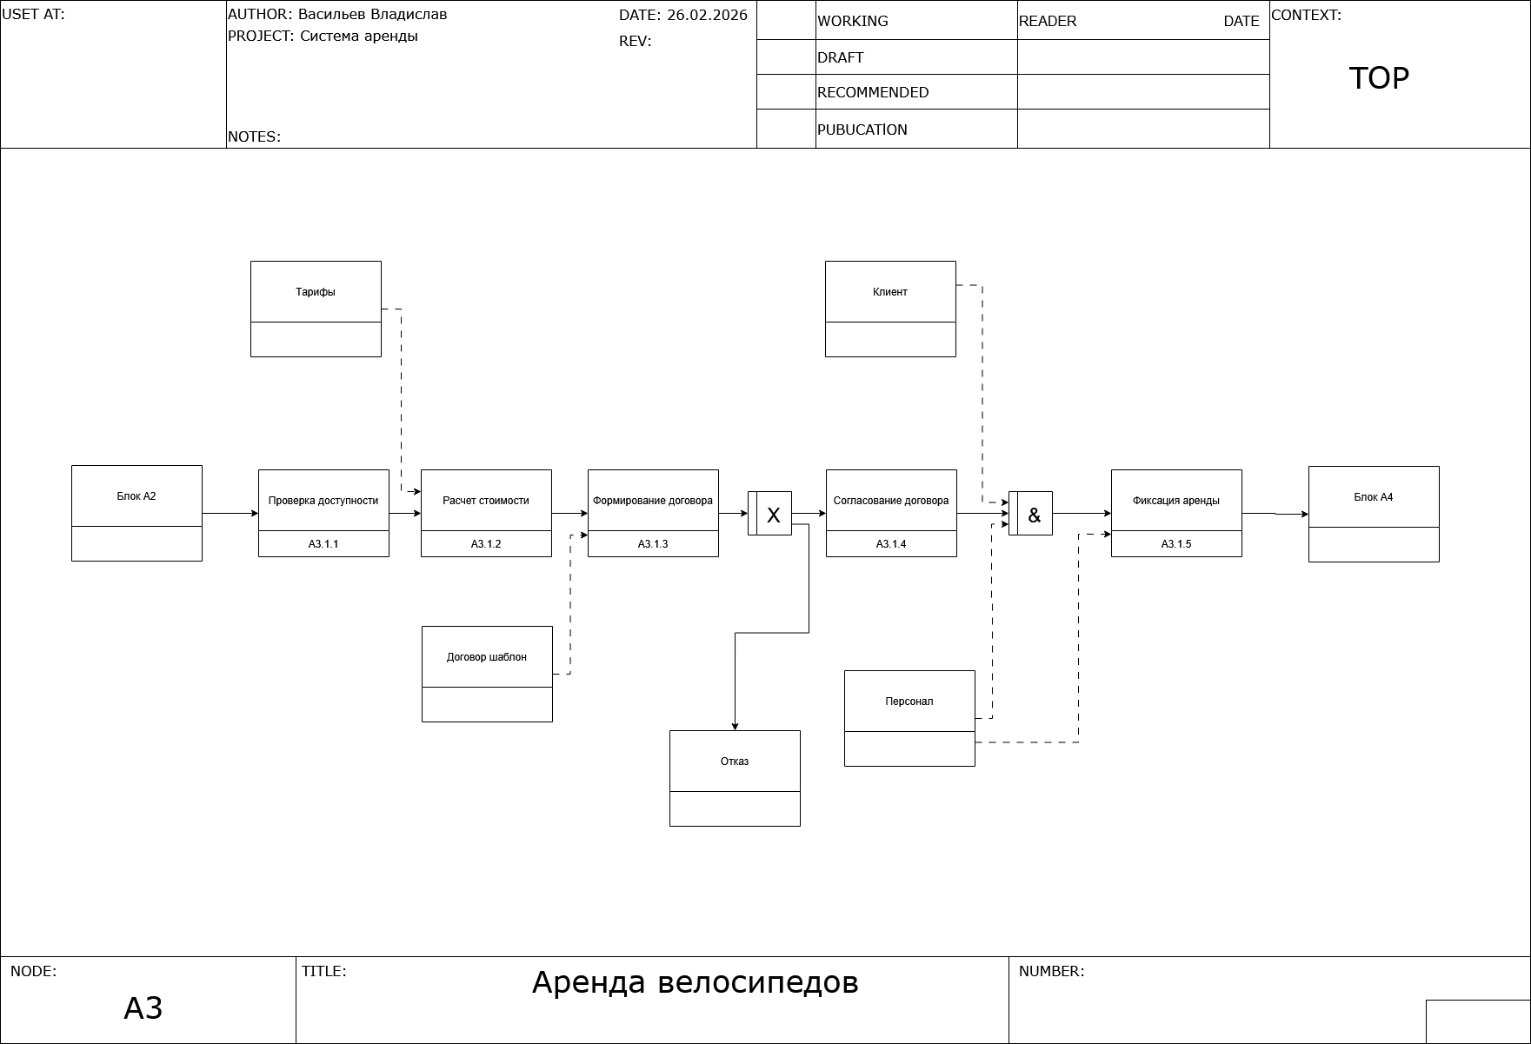 USET AT:
AUTHOR: Васильев Владислав
DATE: 26.02.2026
PROJECT: Система аренды
REV:
NOTES:
WORKING
READER
DATE
DRAFT
RECOMMENDED
PUBUCATION
CONTEXT:
TOP
Тарифы
Клиент
Блок А2
Проверка доступности
А3.1.1
Расчет стоимости
А3.1.2
Формирование договора
А3.1.3
X
Согласование договора
А3.1.4
&
Фиксация аренды
А3.1.5
Блок А4
Договор шаблон
Персонал
Отказ
NODE:
А3
TITLE:
Аренда велосипедов
NUMBER: